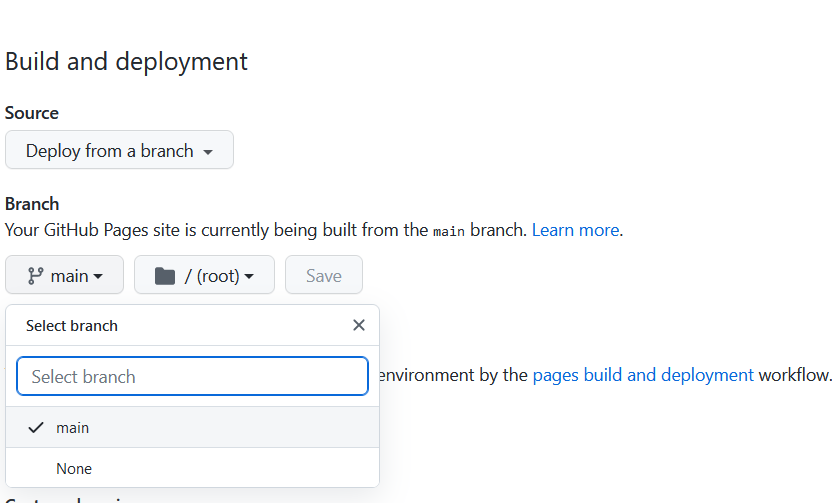 Build and deployment
Source
Deploy from a branch
Branch
Your GitHub Pages site is currently being built from the main branch. Learn more.
main / (root) Save
Select branch
Select branch
environment by the pages build and deployment workflow.
main
None